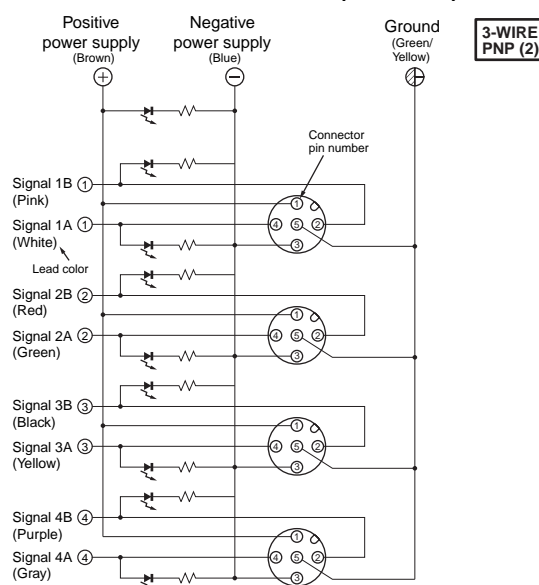 Positive
power supply
(Brown)
+
Negative
power supply
(Blue)
−
Ground
(Green/
Yellow)
3-WIRE
PNP (2)
Connector
pin number
Signal 1B ①
(Pink)
Signal 1A ①
(White)
Lead color
① ④ ⑤ ② ③
Signal 2B ②
(Red)
Signal 2A ②
(Green)
① ④ ⑤ ② ③
Signal 3B ③
(Black)
Signal 3A ③
(Yellow)
① ④ ⑤ ② ③
Signal 4B ④
(Purple)
Signal 4A ④
(Gray)
① ④ ⑤ ② ③